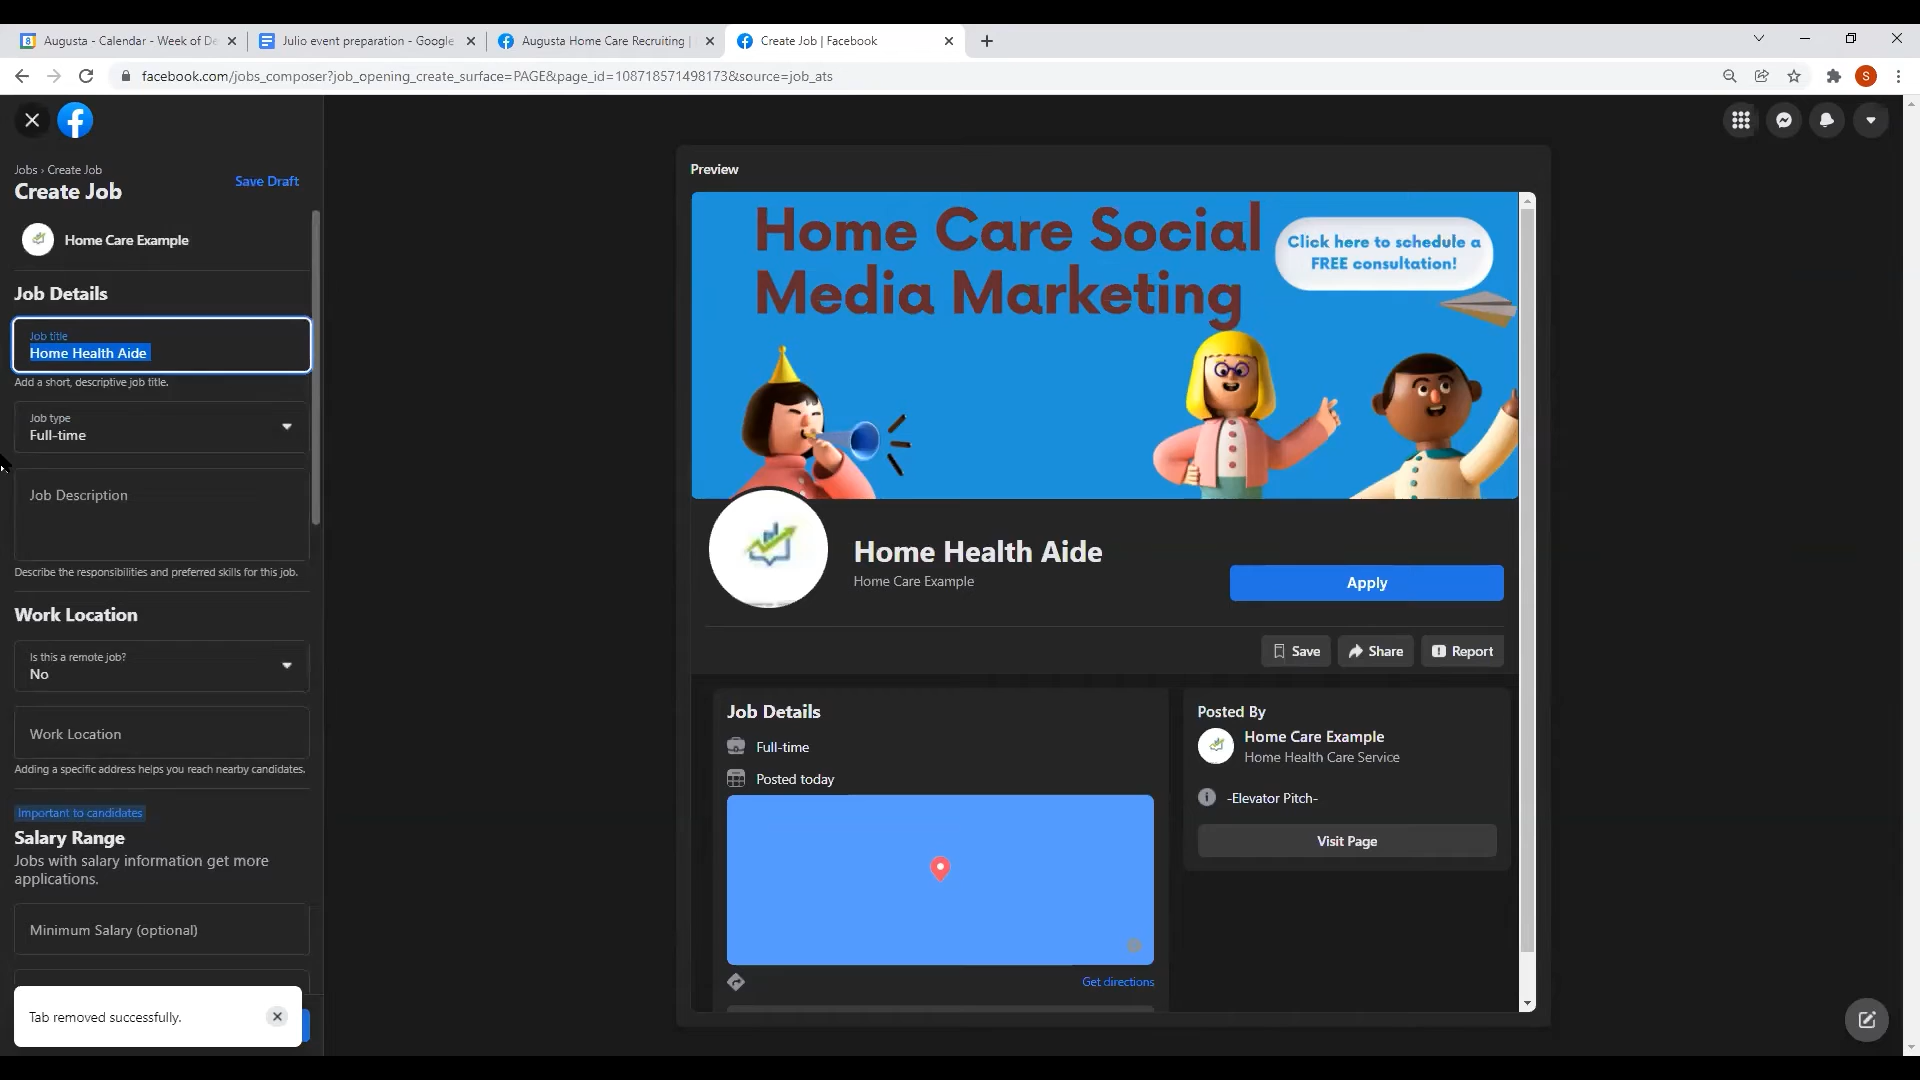 Augusta - Calendar - Week of De
Julio event preparation - Google
Augusta Home Care Recruiting |
Create Job | Facebook
facebook.com/jobs_composer?job_opening_create_surface=PAGE&page_id=108718571498173&source=job_ats
S
Jobs › Create Job
Create Job
Save Draft
Home Care Example
Job Details
Job title
Home Health Aide
Add a short, descriptive job title.
Job type
Full-time
Job Description
Describe the responsibilities and preferred skills for this job.
Work Location
Is this a remote job?
No
Work Location
Adding a specific address helps you reach nearby candidates.
Important to candidates
Salary Range
Jobs with salary information get more
applications.
Minimum Salary (optional)
Tab removed successfully.
Preview
Home Care Social
Media Marketing
Click here to schedule a
FREE consultation!
Home Health Aide
Home Care Example
Apply
Save
Share
Report
Job Details
Full-time
Posted today
Get directions
Posted By
Home Care Example
Home Health Care Service
-Elevator Pitch-
Visit Page